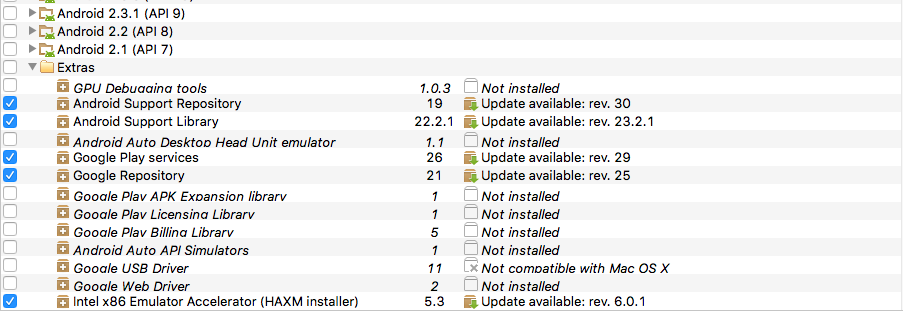 Android 2.3.1 (API 9)
Android 2.2 (API 8)
Android 2.1 (API 7)
Extras
GPU Debugging tools 1.0.3 Not installed
Android Support Repository 19 Update available: rev. 30
Android Support Library 22.2.1 Update available: rev. 23.2.1
Android Auto Desktop Head Unit emulator 1.1 Not installed
Google Play services 26 Update available: rev. 29
Google Repository 21 Update available: rev. 25
Google Play APK Expansion library 1 Not installed
Google Play Licensing Library 1 Not installed
Google Play Billing Library 5 Not installed
Android Auto API Simulators 1 Not installed
Google USB Driver 11 Not compatible with Mac OS X
Google Web Driver 2 Not installed
Intel x86 Emulator Accelerator (HAXM installer) 5.3 Update available: rev. 6.0.1